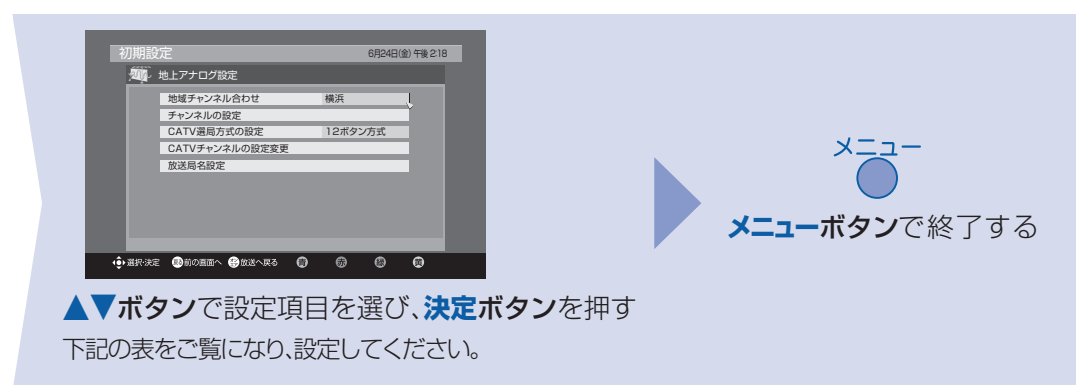 初期設定 6月24日(金) 午後 2:18
地上アナログ設定
地域チャンネル合わせ 横浜
チャンネルの設定
CATV選局方式の設定 12ボタン方式
CATVチャンネルの設定変更
放送局名設定
選択・決定 戻る 前の画面へ 放送へ戻る 青 赤 緑 黄
▲▼ボタンで設定項目を選び、決定ボタンを押す
下記の表をご覧になり、設定してください。
メニュー
メニューボタンで終了する